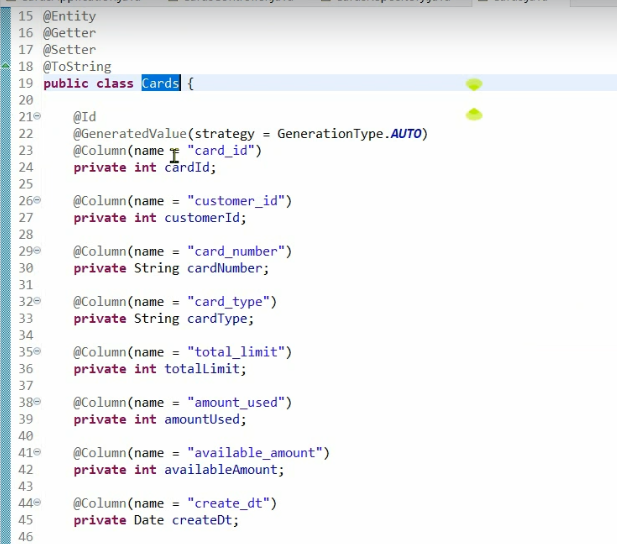 15 @Entity
16 @Getter
17 @Setter
18 @ToString
19 public class Cards {
20
21 @Id
22 @GeneratedValue(strategy = GenerationType.AUTO)
23 @Column(name = "card_id")
24 private int cardId;
25
26 @Column(name = "customer_id")
27 private int customerId;
28
29 @Column(name = "card_number")
30 private String cardNumber;
31
32 @Column(name = "card_type")
33 private String cardType;
34
35 @Column(name = "total_limit")
36 private int totalLimit;
37
38 @Column(name = "amount_used")
39 private int amountUsed;
40
41 @Column(name = "available_amount")
42 private int availableAmount;
43
44 @Column(name = "create_dt")
45 private Date createDt;
46